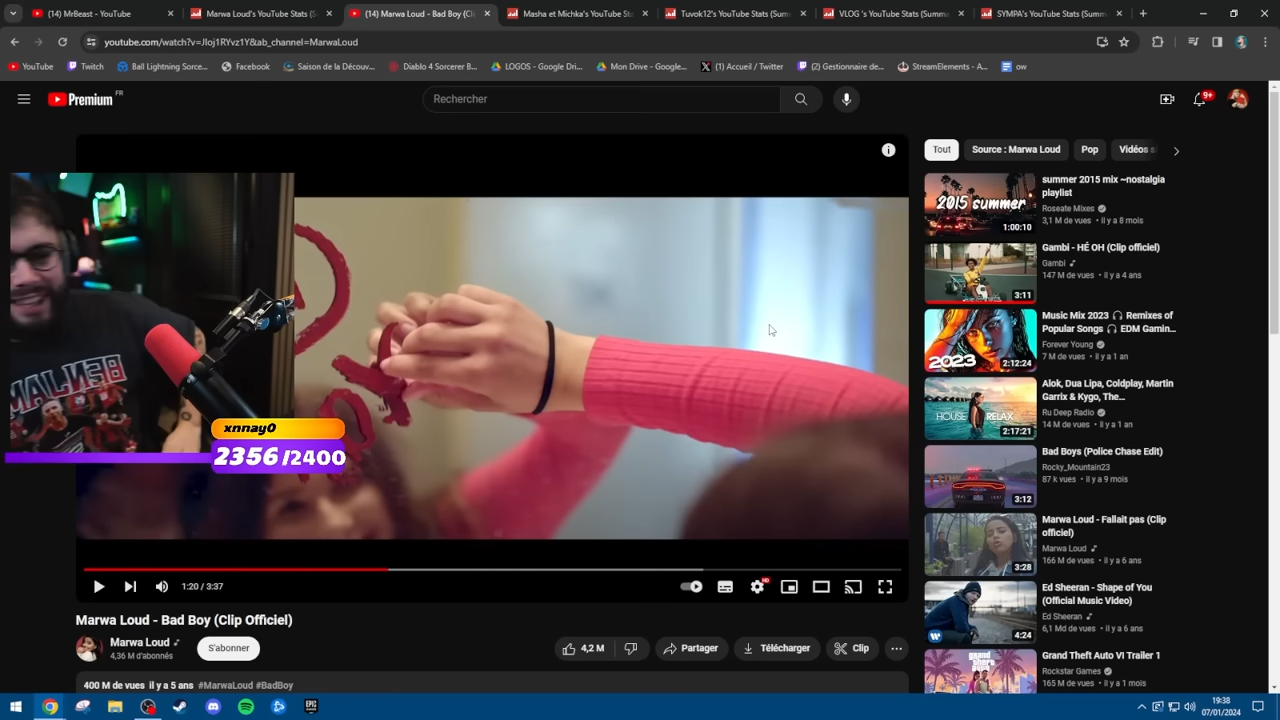 (14) MrBeast - YouTube
Marwa Loud's YouTube Stats (S
(14) Marwa Loud - Bad Boy (Cl
Masha et Michka's YouTube Stat
Tuvok12's YouTube Stats (Summ
VLOG 's YouTube Stats (Summa
SYMPA's YouTube Stats (Summ
youtube.com/watch?v=Jloj1RYvz1Y&ab_channel=MarwaLoud
YouTube
Twitch
Ball Lightning Sorce...
Facebook
Saison de la Découv...
Diablo 4 Sorcerer B...
LOGOS - Google Dri...
Mon Drive - Google...
(1) Accueil / Twitter
(2) Gestionnaire de...
StreamElements - A...
ow
Premium FR
Rechercher
9+
Tout
Source : Marwa Loud
Pop
Vidéos s
xnnay0
2356 /2400
1:20 / 3:37
HD
Marwa Loud - Bad Boy (Clip Officiel)
Marwa Loud
4,36 M d'abonnés
S'abonner
4,2 M
Partager
Télécharger
Clip
400 M de vues il y a 5 ans #MarwaLoud #BadBoy
2015 summer
1:00:10
summer 2015 mix ~nostalgia
playlist
Roseate Mixes
3,1 M de vues • il y a 8 mois
3:11
Gambi - HÉ OH (Clip officiel)
Gambi
147 M de vues • il y a 4 ans
2023
2:12:24
Music Mix 2023 🎧 Remixes of
Popular Songs 🎧 EDM Gamin...
Forever Young
7 M de vues • il y a 1 an
HOUSE RELAX
2:17:21
Alok, Dua Lipa, Coldplay, Martin
Garrix & Kygo, The...
Ru Deep Radio
14 M de vues • il y a 1 an
3:12
Bad Boys (Police Chase Edit)
Rocky_Mountain23
87 k vues • il y a 9 mois
3:28
Marwa Loud - Fallait pas (Clip
officiel)
Marwa Loud
166 M de vues • il y a 6 ans
4:24
Ed Sheeran - Shape of You
(Official Music Video)
Ed Sheeran
6,1 Md de vues • il y a 6 ans
grand theft auto VI
Grand Theft Auto VI Trailer 1
Rockstar Games
165 M de vues • il y a 1 mois
EPIC
19:38
07/01/2024